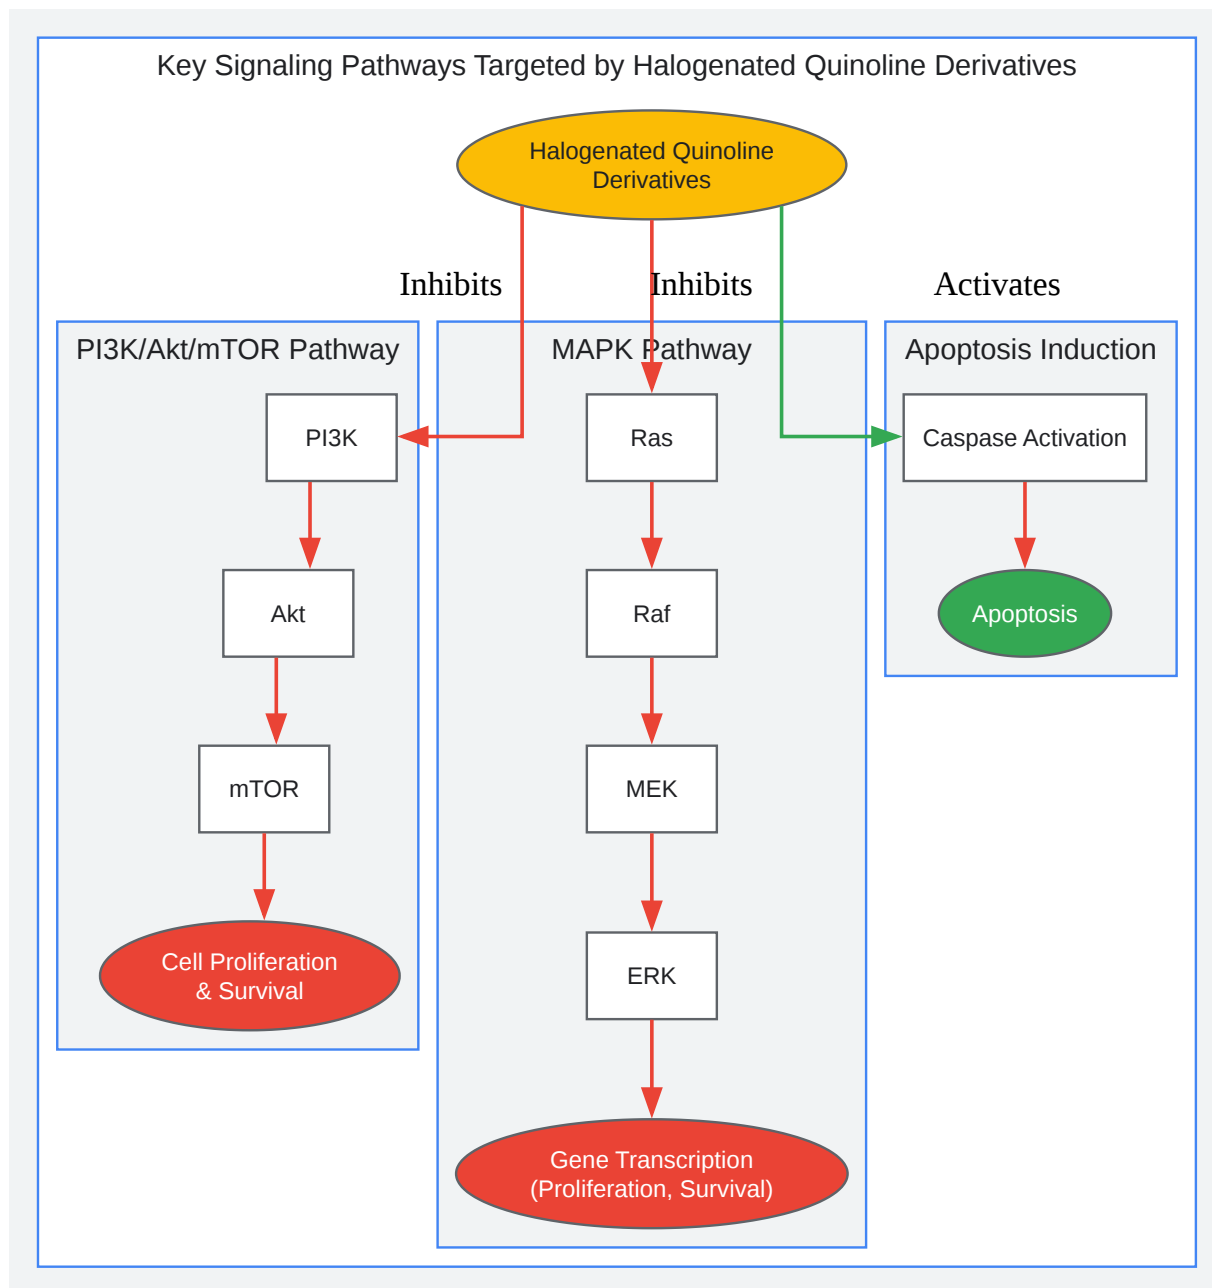 Key Signaling Pathways Targeted by Halogenated Quinoline Derivatives
Halogenated Quinoline
Derivatives
Inhibits
Inhibits
Activates
PI3K/Akt/mTOR Pathway
PI3K
Akt
mTOR
Cell Proliferation
& Survival
MAPK Pathway
Ras
Raf
MEK
ERK
Gene Transcription
(Proliferation, Survival)
Apoptosis Induction
Caspase Activation
Apoptosis